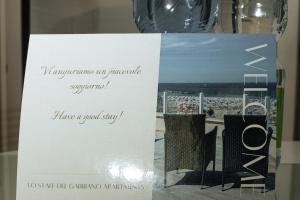 Vi auguriamo un piacevole
soggiorno!
Have a good stay!
LO STAFF DEL GABBIANO APARTMENTS
WELCOME